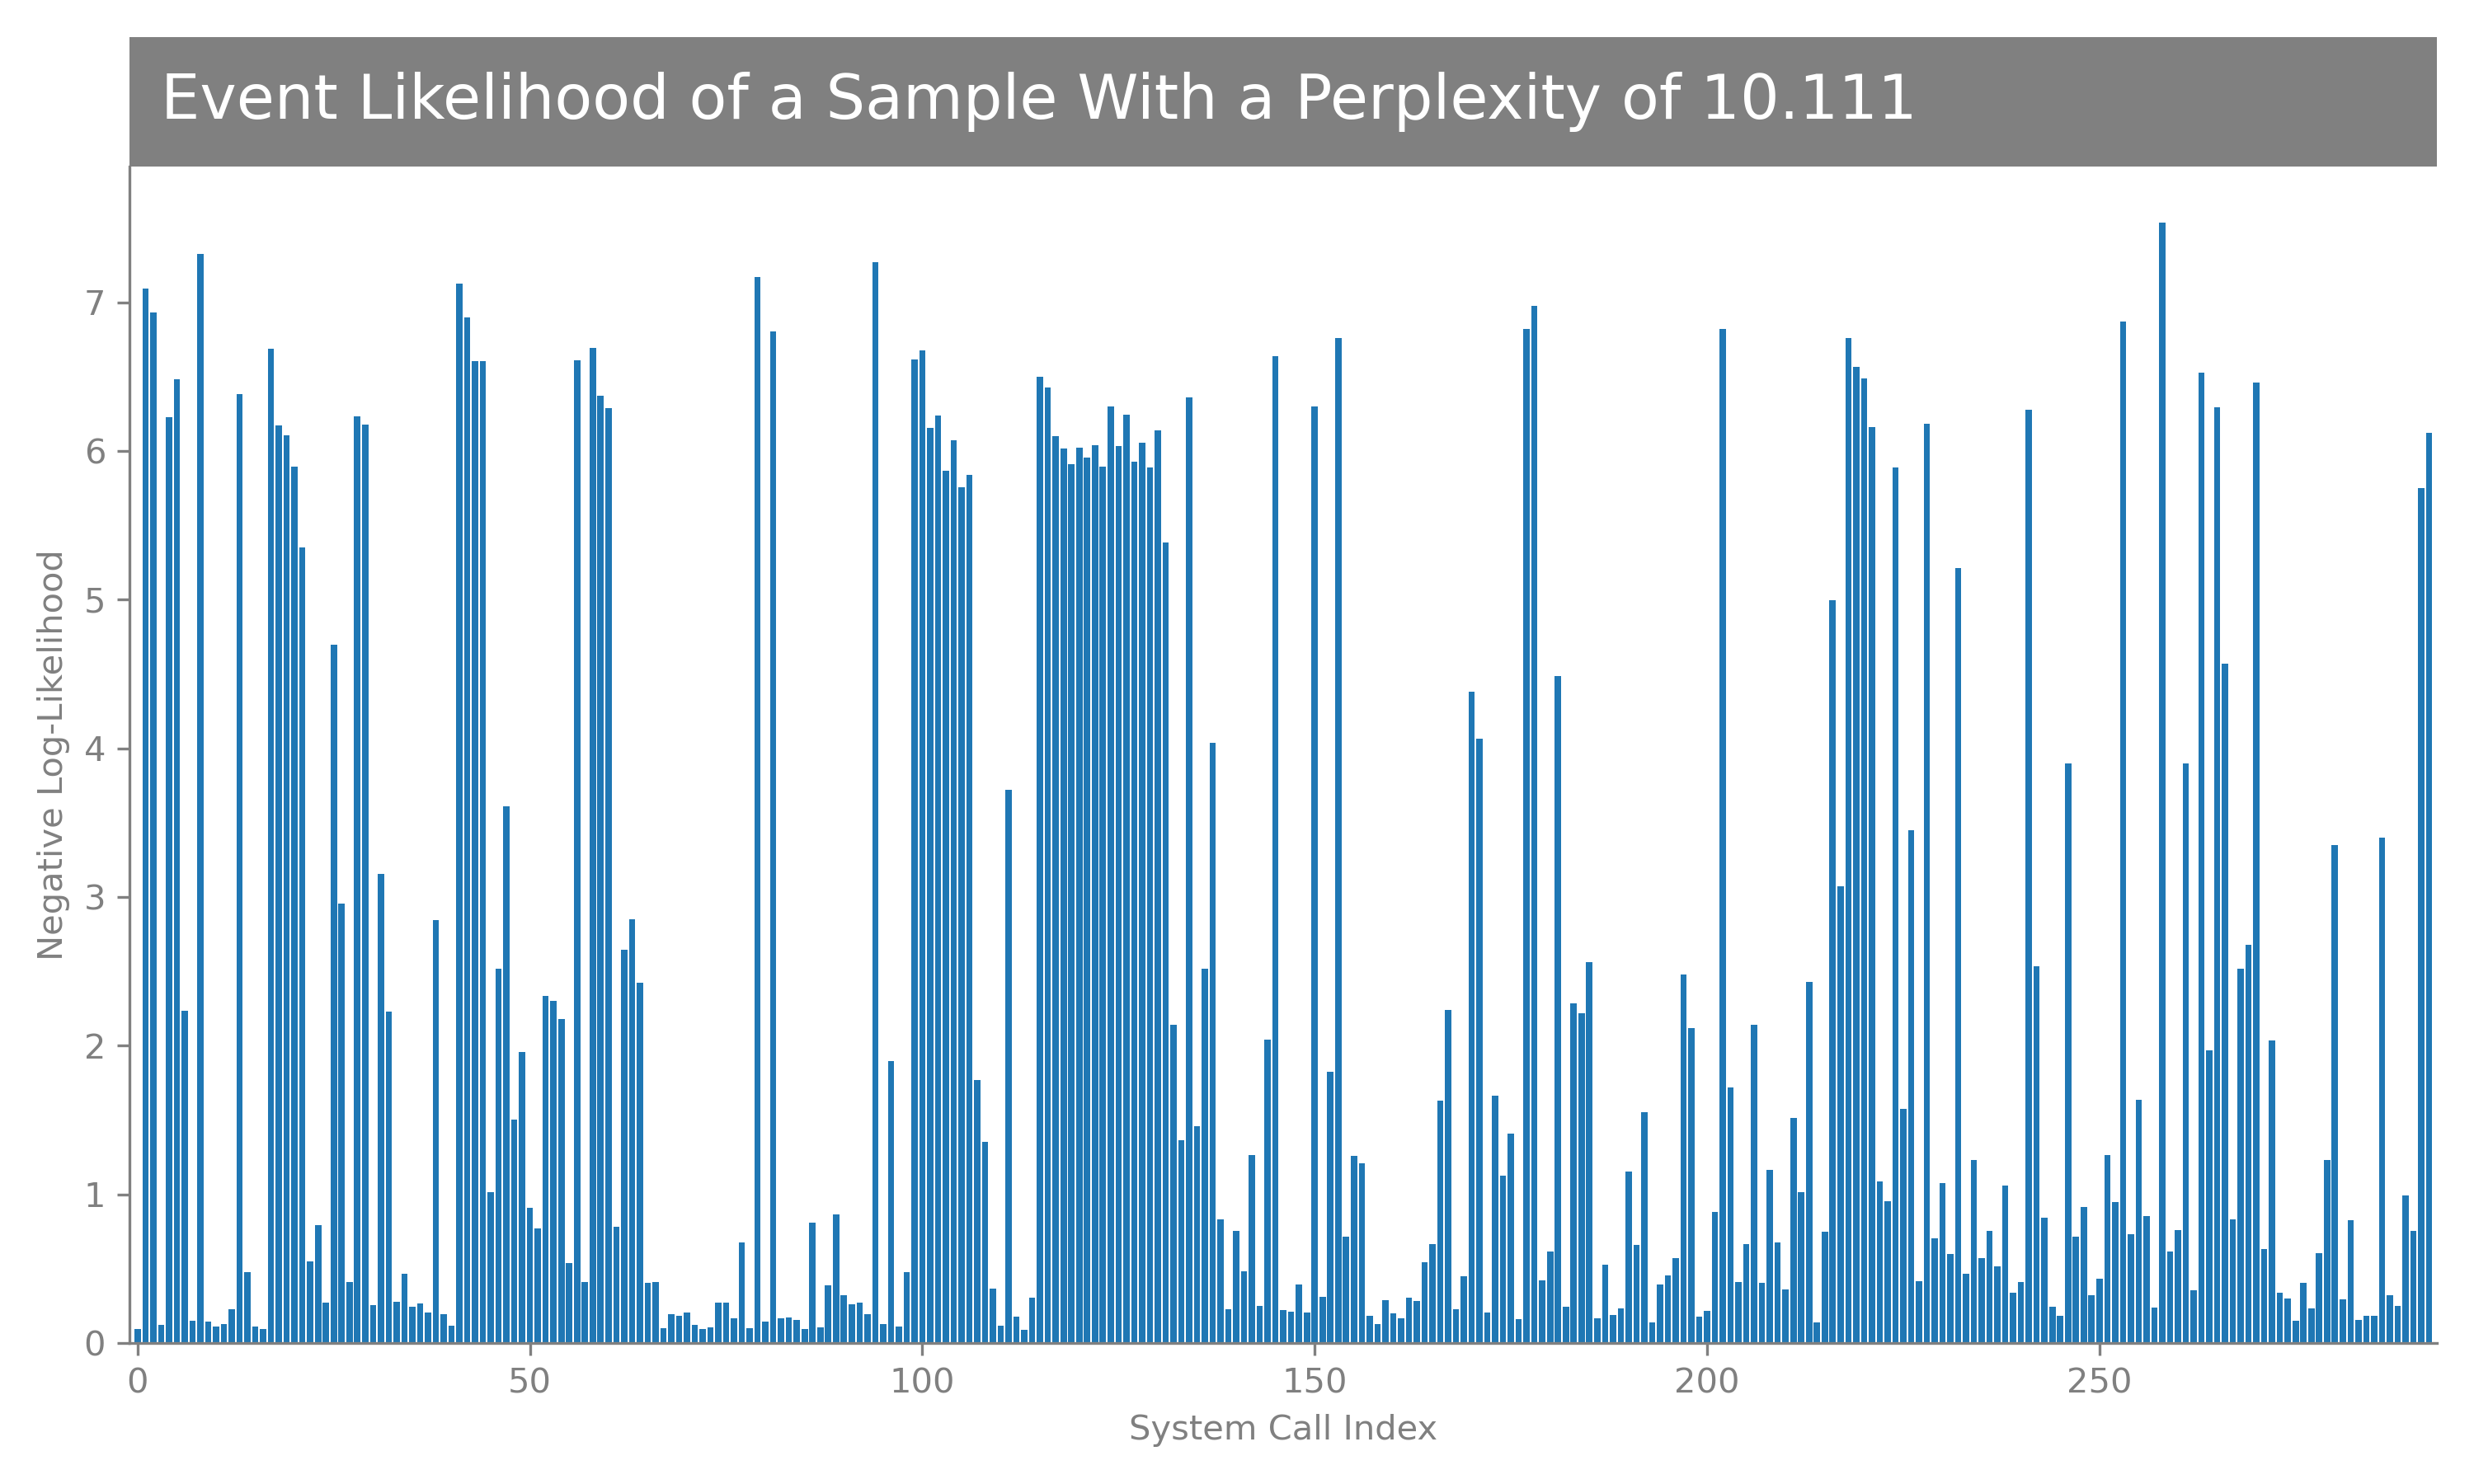 Event Likelihood of a Sample With a Perplexity of 10.111
Negative Log-Likelihood
7
6
5
4
3
2
1
0
0 50 100 150 200 250
System Call Index